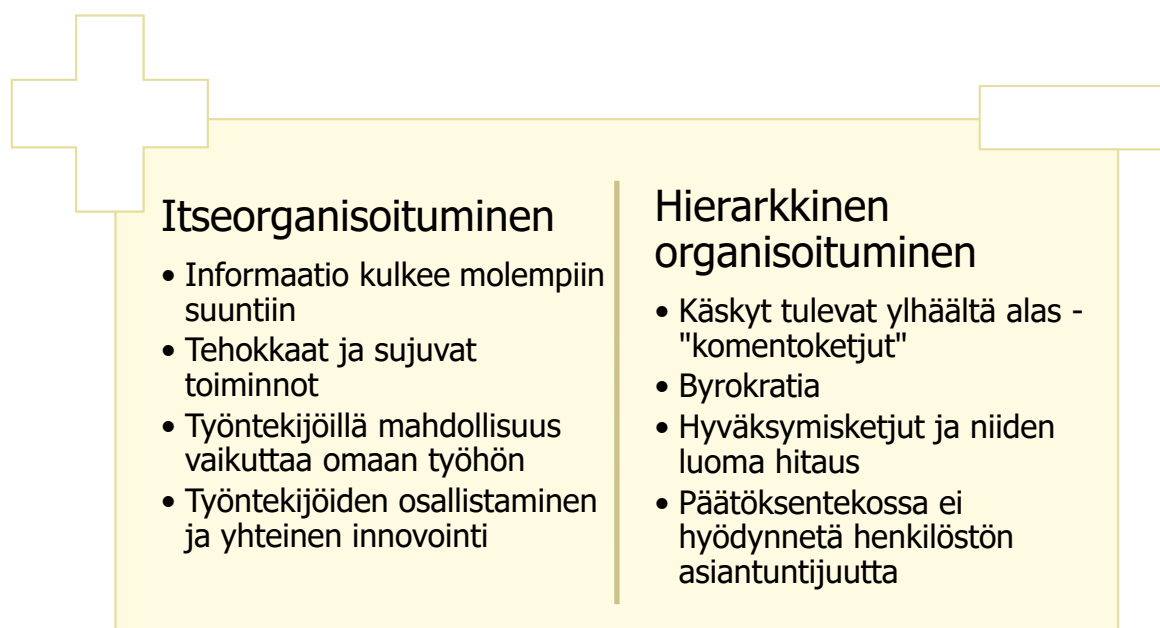 Itseorganisoituminen
• Informaatio kulkee molempiin
suuntiin
• Tehokkaat ja sujuvat
toiminnot
• Työntekijöillä mahdollisuus
vaikuttaa omaan työhön
• Työntekijöiden osallistaminen
ja yhteinen innovointi
Hierarkkinen
organisoituminen
• Käskyt tulevat ylhäältä alas -
"komentoketjut"
• Byrokratia
• Hyväksymisketjut ja niiden
luoma hitaus
• Päätöksentekossa ei
hyödynnetä henkilöstön
asiantuntijuutta